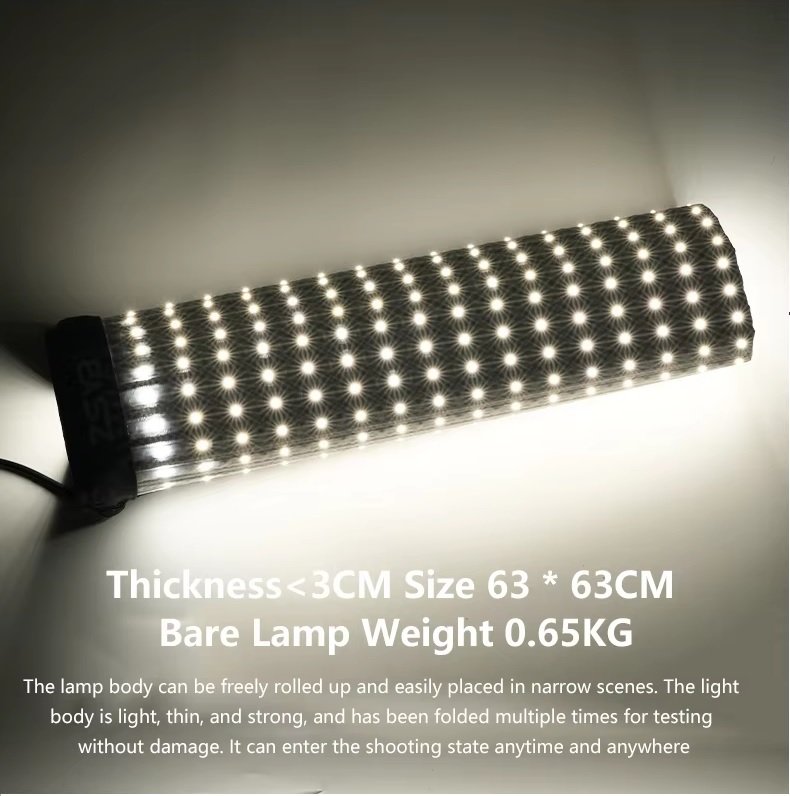 Thickness<3CM Size 63 * 63CM
Bare Lamp Weight 0.65KG
The lamp body can be freely rolled up and easily placed in narrow scenes. The light
body is light, thin, and strong, and has been folded multiple times for testing
without damage. It can enter the shooting state anytime and anywhere